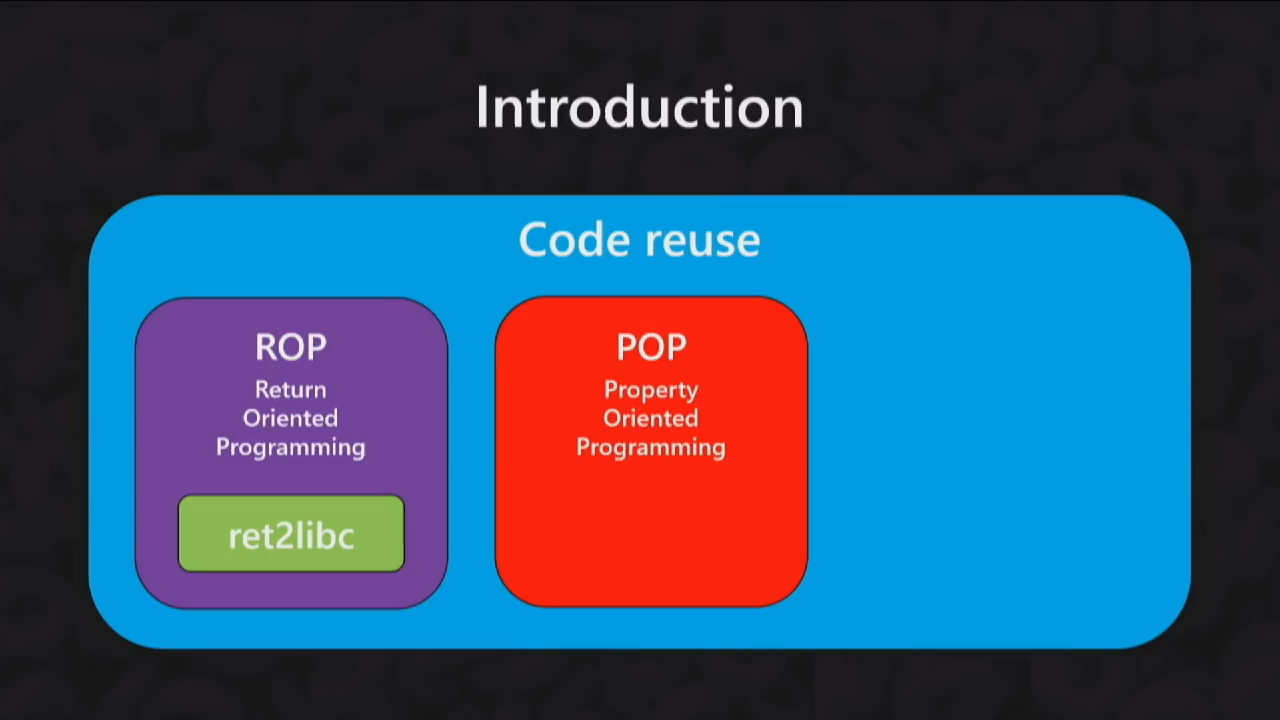 Introduction
Code reuse
ROP
Return
Oriented
Programming
ret2libc
POP
Property
Oriented
Programming